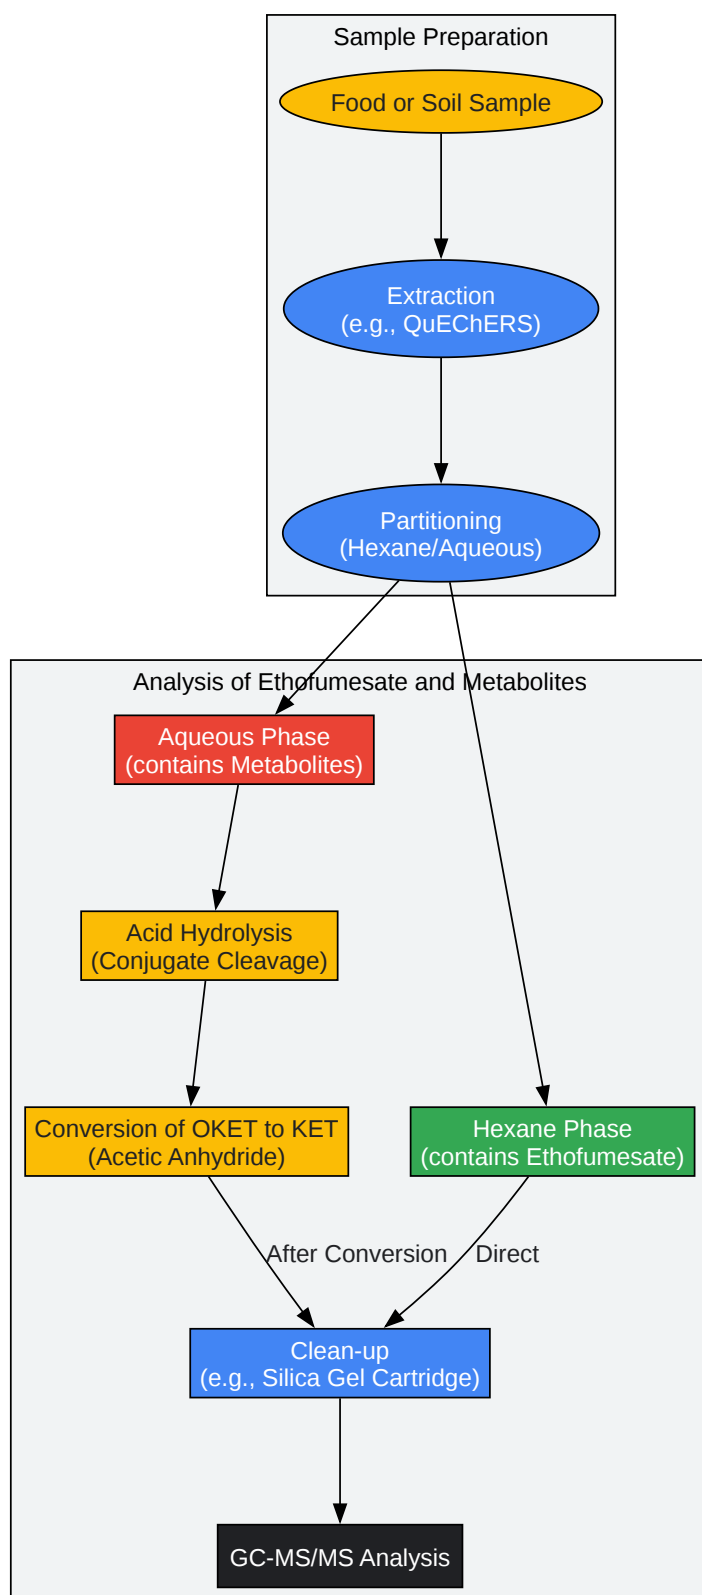 Sample Preparation
Food or Soil Sample
Extraction
(e.g., QuEChERS)
Partitioning
(Hexane/Aqueous)
Analysis of Ethofumesate and Metabolites
Aqueous Phase
(contains Metabolites)
Acid Hydrolysis
(Conjugate Cleavage)
Conversion of OKET to KET
(Acetic Anhydride)
Hexane Phase
(contains Ethofumesate)
After Conversion
Direct
Clean-up
(e.g., Silica Gel Cartridge)
GC-MS/MS Analysis